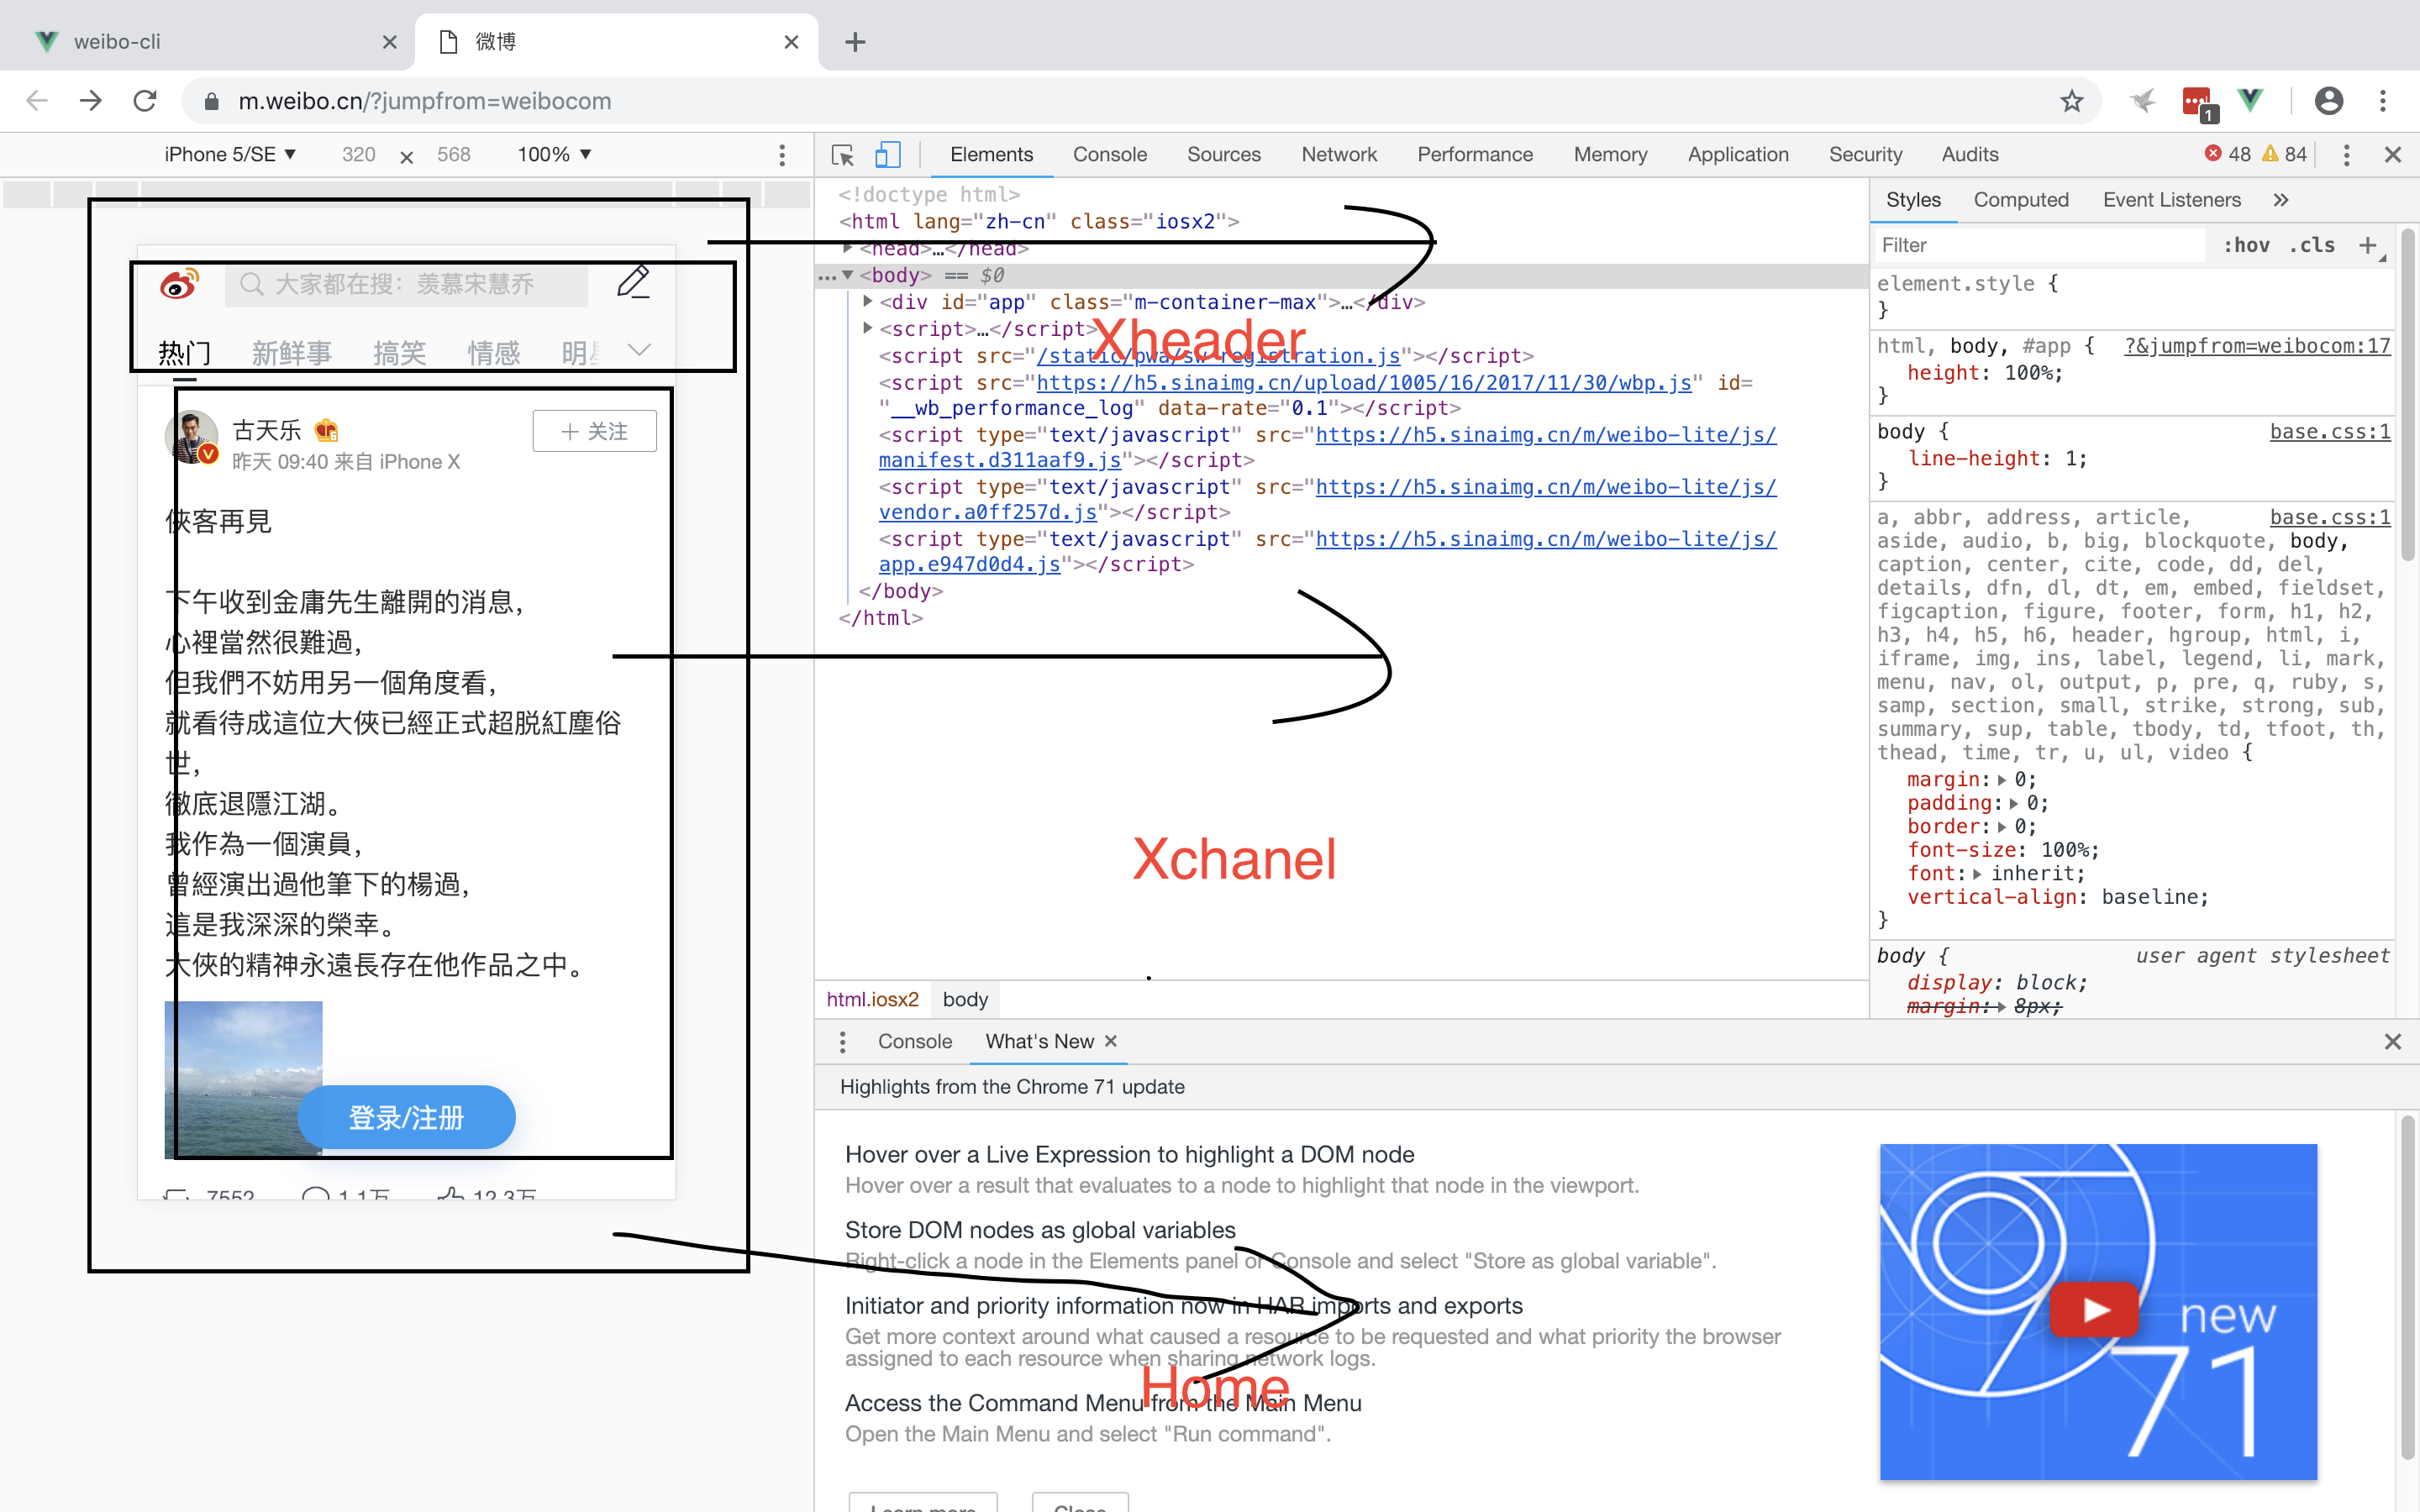 weibo-cli
微博
m.weibo.cn/?jumpfrom=weibocom
1
iPhone 5/SE ▼ 320 × 568 100% ▼
Elements Console Sources Network Performance Memory Application Security Audits 48 84
大家都在搜：羡慕宋慧乔
热门 新鲜事 搞笑 情感 明
古天乐
昨天 09:40 来自 iPhone X
＋ 关注
俠客再見
下午收到金庸先生離開的消息，
心裡當然很難過，
但我們不妨用另一個角度看，
就看待成這位大俠已經正式超脱紅塵俗
世，
徹底退隱江湖。
我作為一個演員，
曾經演出過他筆下的楊過，
這是我深深的榮幸。
大俠的精神永遠長存在他作品之中。
登录/注册
7552 1.1万 12.3万
<!doctype html>
<html lang="zh-cn" class="iosx2">
<head>…</head>
…▼<body> == $0
<div id="app" class="m-container-max">…</div>
<script>…</script>
Xheader
<script src="/static/pwa/sw-registration.js"></script>
<script src="https://h5.sinaimg.cn/upload/1005/16/2017/11/30/wbp.js" id=
"__wb_performance_log" data-rate="0.1"></script>
<script type="text/javascript" src="https://h5.sinaimg.cn/m/weibo-lite/js/
manifest.d311aaf9.js"></script>
<script type="text/javascript" src="https://h5.sinaimg.cn/m/weibo-lite/js/
vendor.a0ff257d.js"></script>
<script type="text/javascript" src="https://h5.sinaimg.cn/m/weibo-lite/js/
app.e947d0d4.js"></script>
</body>
</html>
Xchanel
html.iosx2 body
Styles Computed Event Listeners »
Filter :hov .cls +
element.style {
}
html, body, #app { ?&jumpfrom=weibocom:17
height: 100%;
}
body { base.css:1
line-height: 1;
}
a, abbr, address, article, base.css:1
aside, audio, b, big, blockquote, body,
caption, center, cite, code, dd, del,
details, dfn, dl, dt, em, embed, fieldset,
figcaption, figure, footer, form, h1, h2,
h3, h4, h5, h6, header, hgroup, html, i,
iframe, img, ins, label, legend, li, mark,
menu, nav, ol, output, p, pre, q, ruby, s,
samp, section, small, strike, strong, sub,
summary, sup, table, tbody, td, tfoot, th,
thead, time, tr, u, ul, video {
margin: 0;
padding: 0;
border: 0;
font-size: 100%;
font: inherit;
vertical-align: baseline;
}
body { user agent stylesheet
display: block;
margin: 8px;
Console What's New ×
Highlights from the Chrome 71 update
Hover over a Live Expression to highlight a DOM node
Hover over a result that evaluates to a node to highlight that node in the viewport.
Store DOM nodes as global variables
Right-click a node in the Elements panel or Console and select "Store as global variable".
Initiator and priority information now in HAR imports and exports
Get more context around what caused a resource to be requested and what priority the browser
assigned to each resource when sharing network logs.
Home
Access the Command Menu from the Main Menu
Open the Main Menu and select "Run command".
Learn more Close
new
71